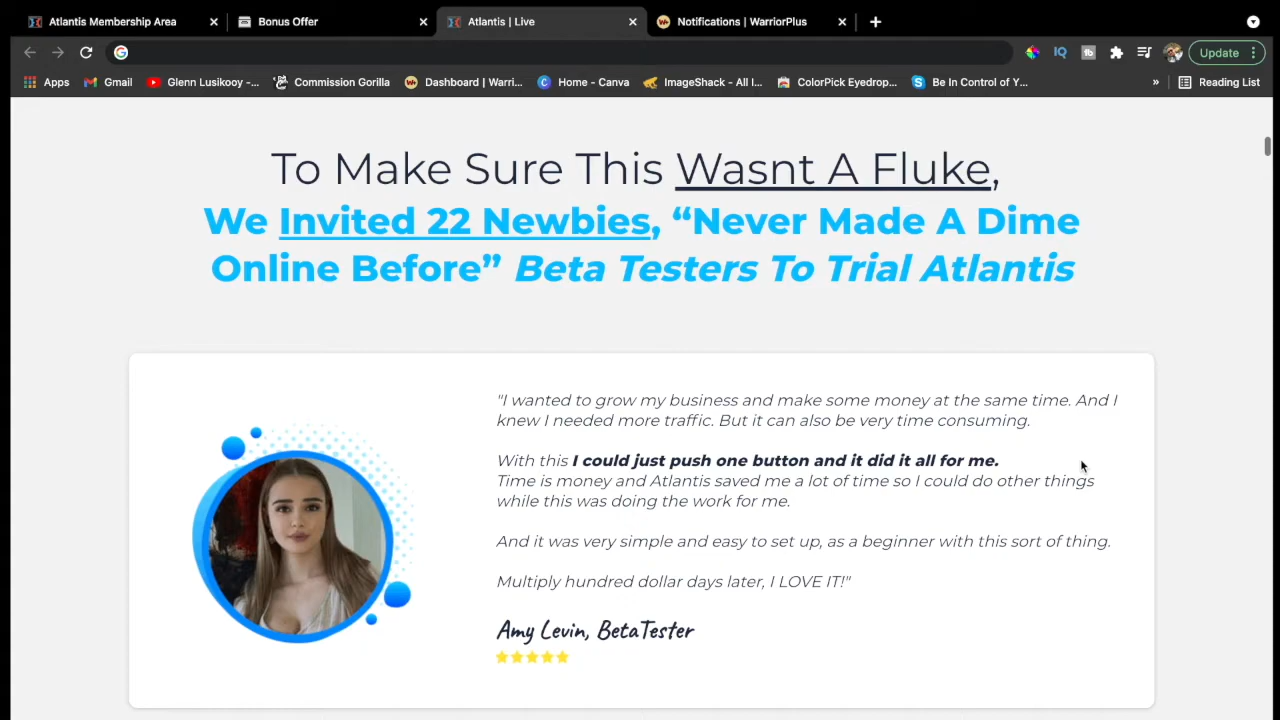 Atlantis Membership Area
Bonus Offer
Atlantis | Live
Notifications | WarriorPlus
Update
Apps
Gmail
Glenn Lusikooy -...
Commission Gorilla
Dashboard | Warri...
Home - Canva
ImageShack - All I...
ColorPick Eyedrop...
Be In Control of Y...
»
Reading List
To Make Sure This Wasnt A Fluke,
We Invited 22 Newbies, “Never Made A Dime
Online Before” Beta Testers To Trial Atlantis
"I wanted to grow my business and make some money at the same time. And I
knew I needed more traffic. But it can also be very time consuming.
With this I could just push one button and it did it all for me.
Time is money and Atlantis saved me a lot of time so I could do other things
while this was doing the work for me.
And it was very simple and easy to set up, as a beginner with this sort of thing.
Multiply hundred dollar days later, I LOVE IT!"
Amy Levin, BetaTester